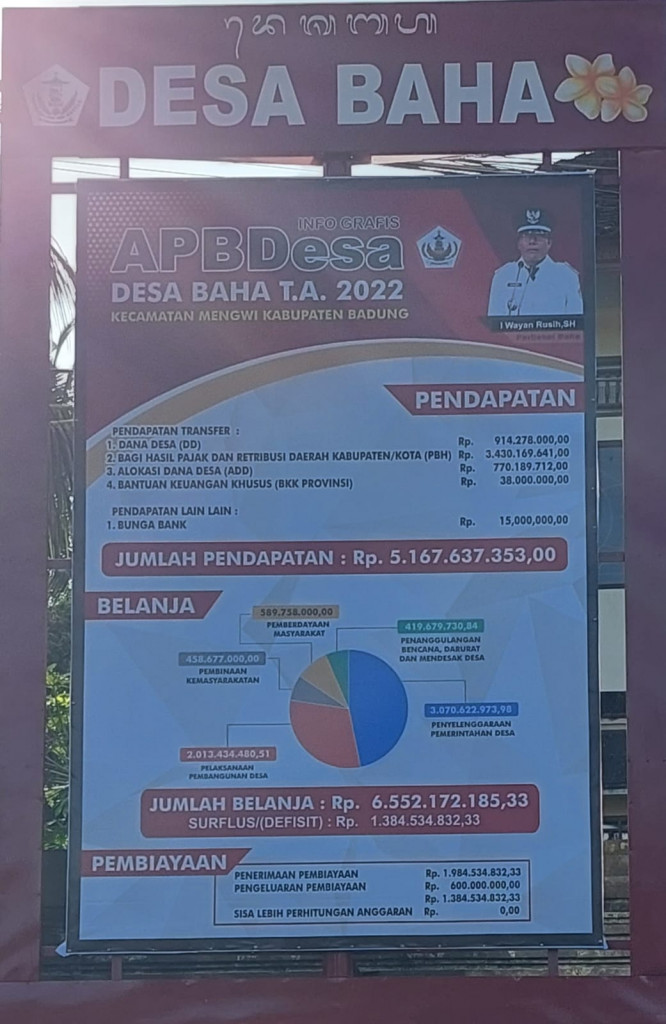 DESA BAHA
INFO GRAFIS
APBDesa
DESA BAHA T.A. 2022
KECAMATAN MENGWI KABUPATEN BADUNG
I Wayan Rusih,SH
Perbekel Baha
PENDAPATAN
PENDAPATAN TRANSFER :
1. DANA DESA (DD) Rp. 914.278.000,00
2. BAGI HASIL PAJAK DAN RETRIBUSI DAERAH KABUPATEN/KOTA (PBH) Rp. 3.430.169.641,00
3. ALOKASI DANA DESA (ADD) Rp. 770.189.712,00
4. BANTUAN KEUANGAN KHUSUS (BKK PROVINSI) Rp. 38.000.000,00
PENDAPATAN LAIN LAIN :
1. BUNGA BANK Rp. 15,000,000,00
JUMLAH PENDAPATAN : Rp. 5.167.637.353,00
BELANJA
589.758.000,00
PEMBERDAYAAN
MASYARAKAT
419.679.730,84
PENANGGULANGAN
BENCANA, DARURAT
DAN MENDESAK DESA
458.677.000,00
PEMBINAAN
KEMASYARAKATAN
3.070.622.973,98
PENYELENGGARAAN
PEMERINTAHAN DESA
2.013.434.480,51
PELAKSANAAN
PEMBANGUNAN DESA
JUMLAH BELANJA : Rp. 6.552.172.185,33
SURFLUS/(DEFISIT) : Rp. 1.384.534.832,33
PEMBIAYAAN
PENERIMAAN PEMBIAYAAN Rp. 1.984.534.832,33
PENGELUARAN PEMBIAYAAN Rp. 600.000.000,00
Rp. 1.384.534.832,33
SISA LEBIH PERHITUNGAN ANGGARAN Rp. 0,00